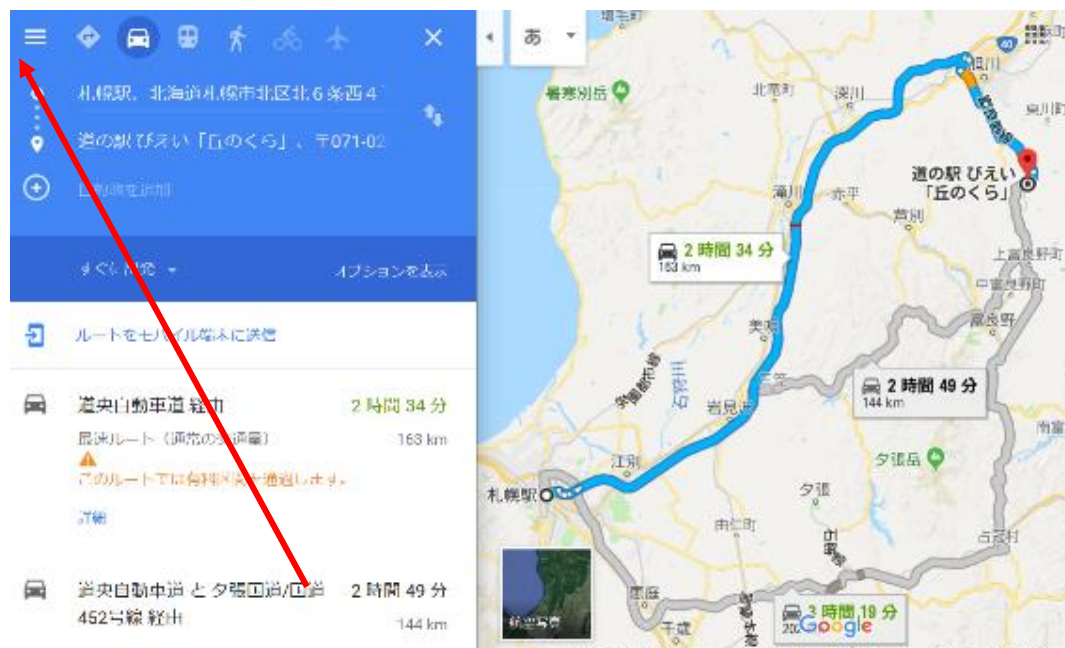 札幌駅、北海道札幌市北区北6条西4
道の駅 びえい「丘のくら」、〒071-02
目的地を追加
すぐに出発
オプションを表示
ルートをモバイル端末に送信
道央自動車道 経由
2 時間 34 分
最速ルート（通常の交通量）
163 km
このルートでは有料区間を通過します。
詳細
道央自動車道 と 夕張国道/国道
2 時間 49 分
452号線 経由
144 km
あ
増毛町
40
旭川
暑寒別岳
北竜町
深川
東川町
道の駅 びえい
「丘のくら」
滝川
赤平
芦別
2 時間 34 分
163 km
上富良野町
中富良野町
富良野
美唄
三笠
2 時間 49 分
144 km
岩見沢
南富
江別
夕張岳
札幌駅
夕張
由仁町
占冠村
恵庭
航空写真
3 時間 19 分
Google
千歳